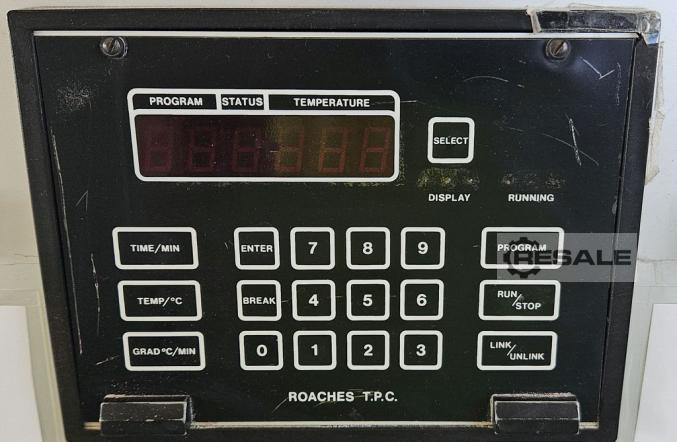 PROGRAM STATUS TEMPERATURE
SELECT
DISPLAY RUNNING
TIME/MIN ENTER 7 8 9 PROGRAM
RESALE
TEMP/°C BREAK 4 5 6 RUN/STOP
GRAD°C/MIN 0 1 2 3 LINK/UNLINK
ROACHES T.P.C.